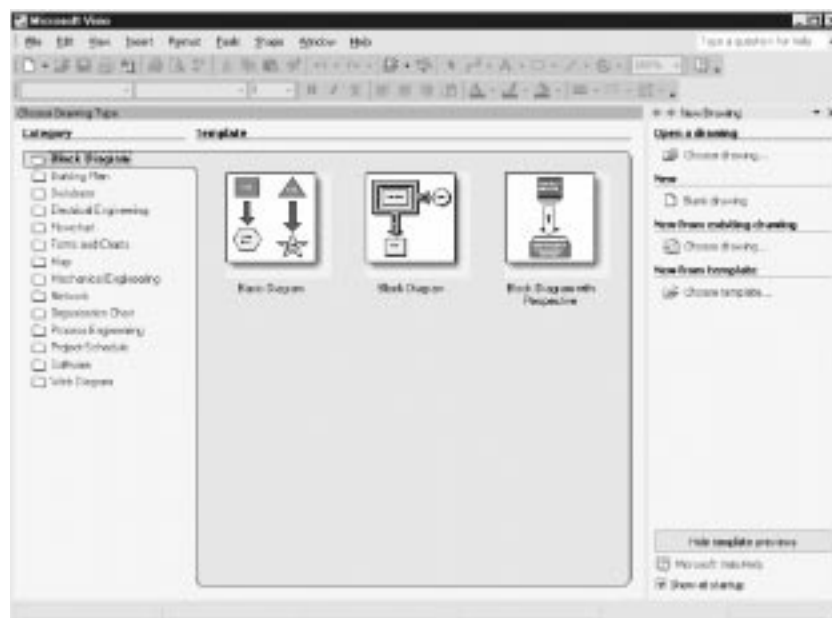 Microsoft Visio
File Edit View Insert Format Tools Shape Window Help
Type a question for help
100%
Choose Drawing Type
New Drawing
Category
Template
Open a drawing
Block Diagram
Building Plan
Database
Electrical Engineering
Flowchart
Forms and Charts
Map
Mechanical Engineering
Network
Organization Chart
Process Engineering
Project Schedule
Software
Web Diagram
Basic Diagram
Block Diagram
Block Diagram with
Perspective
Choose drawing...
New
Blank drawing
New from existing drawing
Choose drawing...
New from template
Choose template...
Hide template previews
Microsoft Visio Help
Show at startup